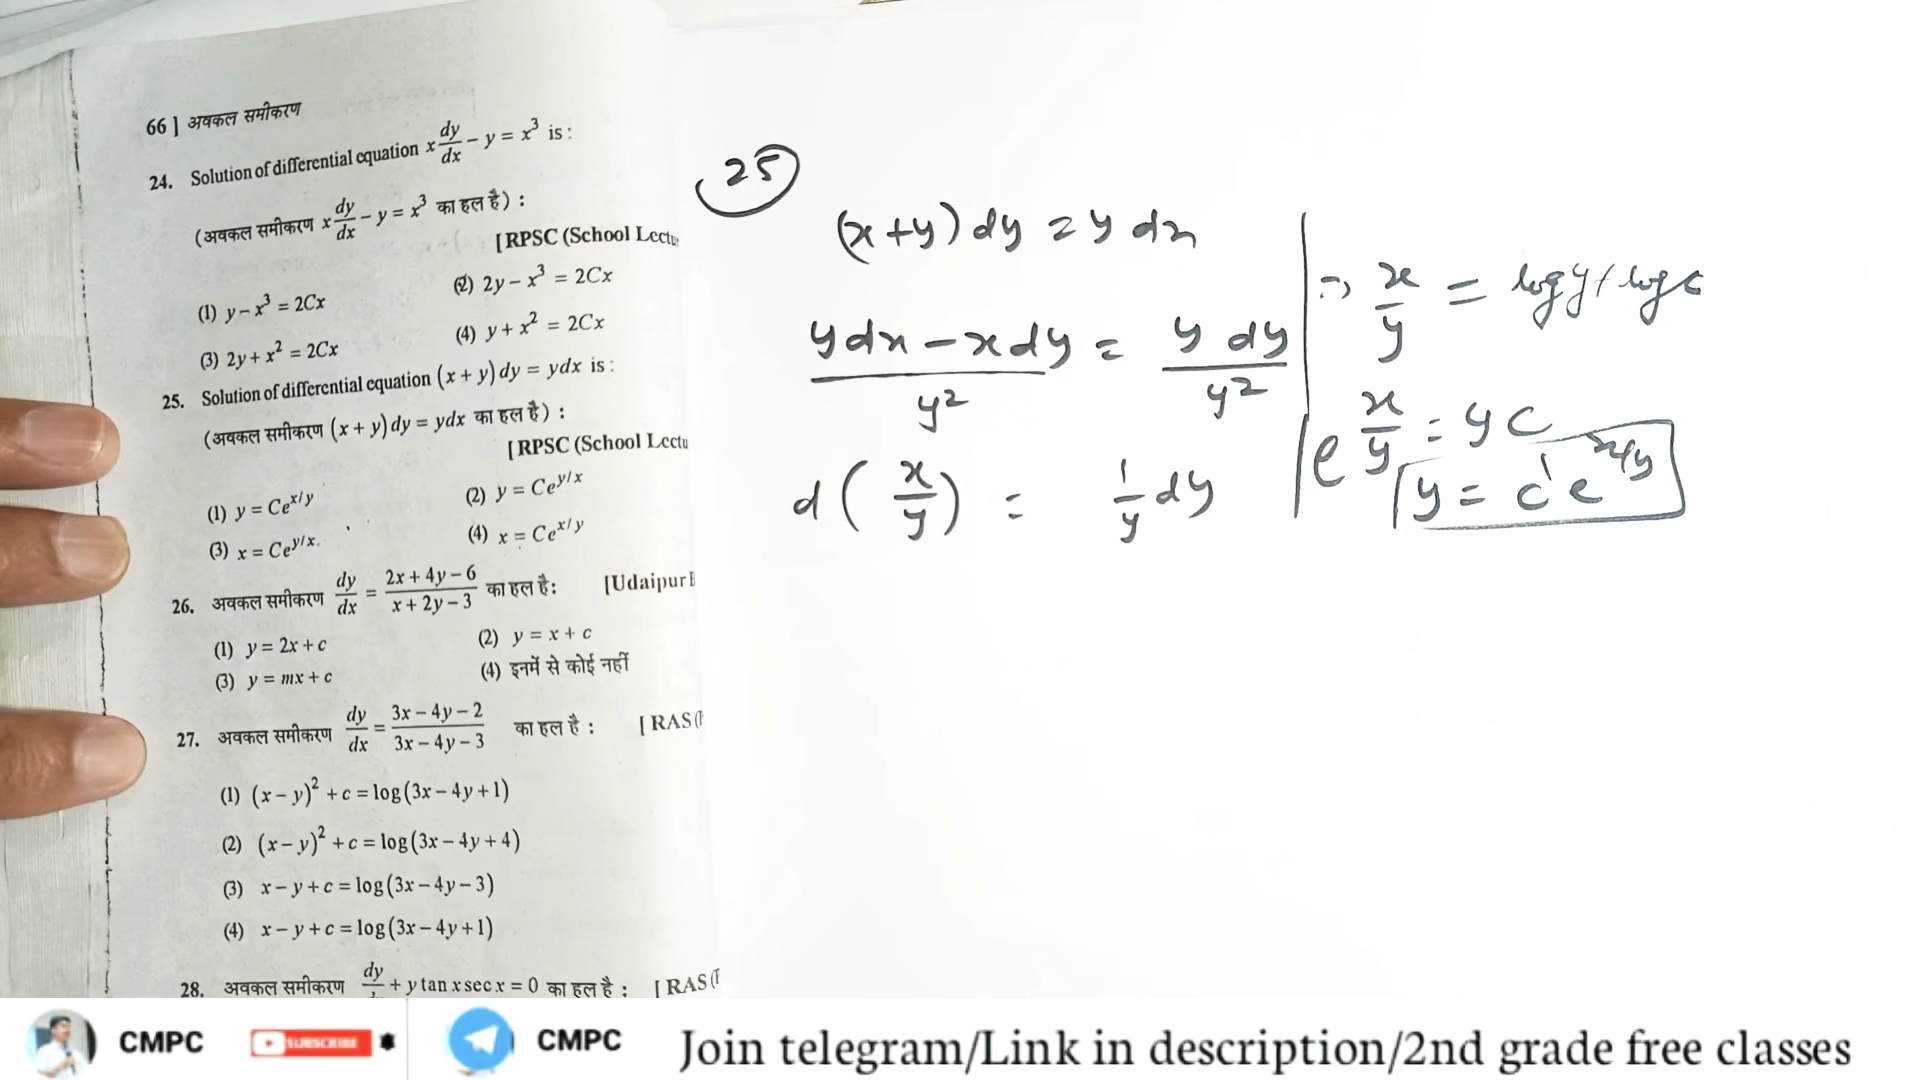 66] अवकल समीकरण
24. Solution of differential equation x dy/dx − y = x³ is :
(अवकल समीकरण x dy/dx − y = x³ का हल है) :
[RPSC (School Lectu
(1) y − x³ = 2Cx
(2) 2y − x³ = 2Cx
(3) 2y + x² = 2Cx
(4) y + x² = 2Cx
25. Solution of differential equation (x + y) dy = ydx is :
(अवकल समीकरण (x + y) dy = ydx का हल है) :
[RPSC (School Lectu
(1) y = Ce^{x/y}
(2) y = Ce^{y/x}
(3) x = Ce^{y/x}.
(4) x = Ce^{x/y}
26. अवकल समीकरण dy/dx = (2x + 4y − 6)/(x + 2y − 3) का हल है: [Udaipur
(1) y = 2x + c
(2) y = x + c
(3) y = mx + c
(4) इनमें से कोई नहीं
27. अवकल समीकरण dy/dx = (3x − 4y − 2)/(3x − 4y − 3) का हल है : [RAS
(1) (x − y)² + c = log(3x − 4y + 1)
(2) (x − y)² + c = log(3x − 4y + 4)
(3) x − y + c = log(3x − 4y − 3)
(4) x − y + c = log(3x − 4y + 1)
28. अवकल समीकरण dy/ + y tan x sec x = 0 का हल है : [RAS
25
(x+y) dy = y dx
(ydx − xdy)/y² = y dy/y²
d(x/y) = 1/y dy
⇒ x/y = log y + log c
e^{x/y} = y c
y = c' e^{x/y}
CMPC SUBSCRIBE CMPC Join telegram/Link in description/2nd grade free classes